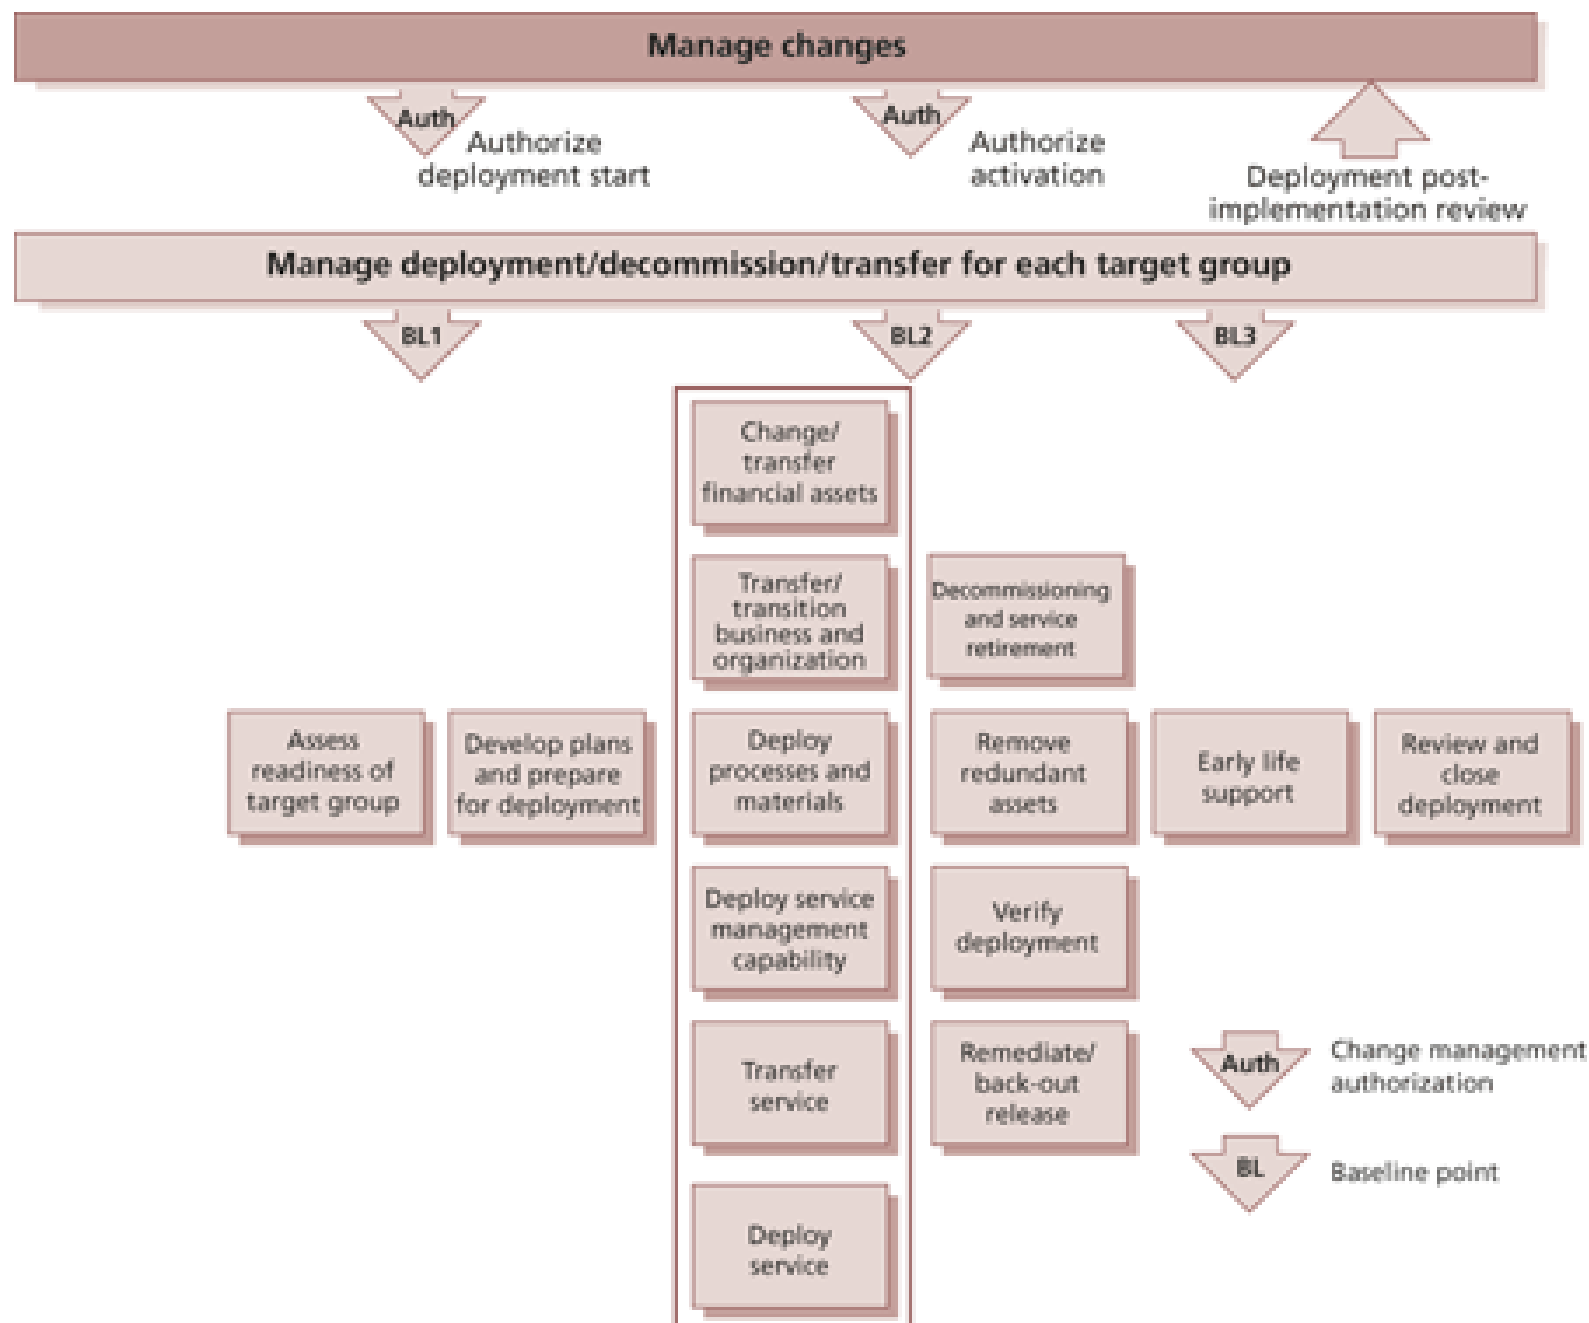 Manage changes
Auth
Authorize
deployment start
Auth
Authorize
activation
Deployment post-
implementation review
Manage deployment/decommission/transfer for each target group
BL1
BL2
BL3
Change/
transfer
financial assets
Transfer/
transition
business and
organization
Decommissioning
and service
retirement
Assess
readiness of
target group
Develop plans
and prepare
for deployment
Deploy
processes and
materials
Remove
redundant
assets
Early life
support
Review and
close
deployment
Deploy service
management
capability
Verify
deployment
Transfer
service
Remediate/
back-out
release
Deploy
service
Auth
Change management
authorization
BL
Baseline point